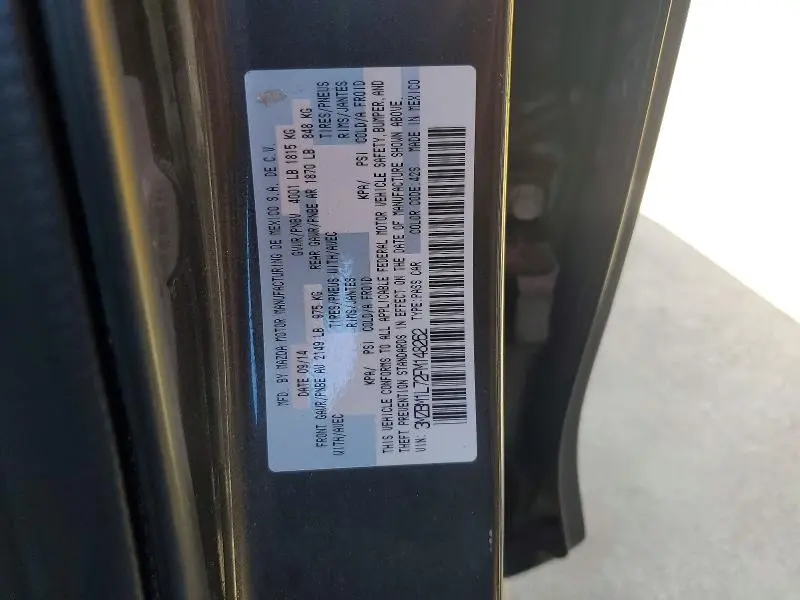 MFD. BY MAZDA MOTOR MANUFACTURING DE MEXICO S.A. DE C.V.
DATE 09/14 GVWR/PNBV 4001 LB 1815 KG
FRONT GAWR/PNBE AV 2149 LB 975 KG REAR GAWR/PNBE AR 1870 LB 848 KG
WITH/AVEC TIRES/PNEUS WITH/AVEC TIRES/PNEUS
RIMS/JANTES RIMS/JANTES
KPA/ PSI COLD/A FROID KPA/ PSI COLD/A FROID
THIS VEHICLE CONFORMS TO ALL APPLICABLE FEDERAL MOTOR VEHICLE SAFETY, BUMPER, AND
THEFT PREVENTION STANDARDS IN EFFECT ON THE DATE OF MANUFACTURE SHOWN ABOVE.
VIN: 3MZBM1L72FM148262 TYPE:PASS CAR COLOR CODE:42S MADE IN MEXICO